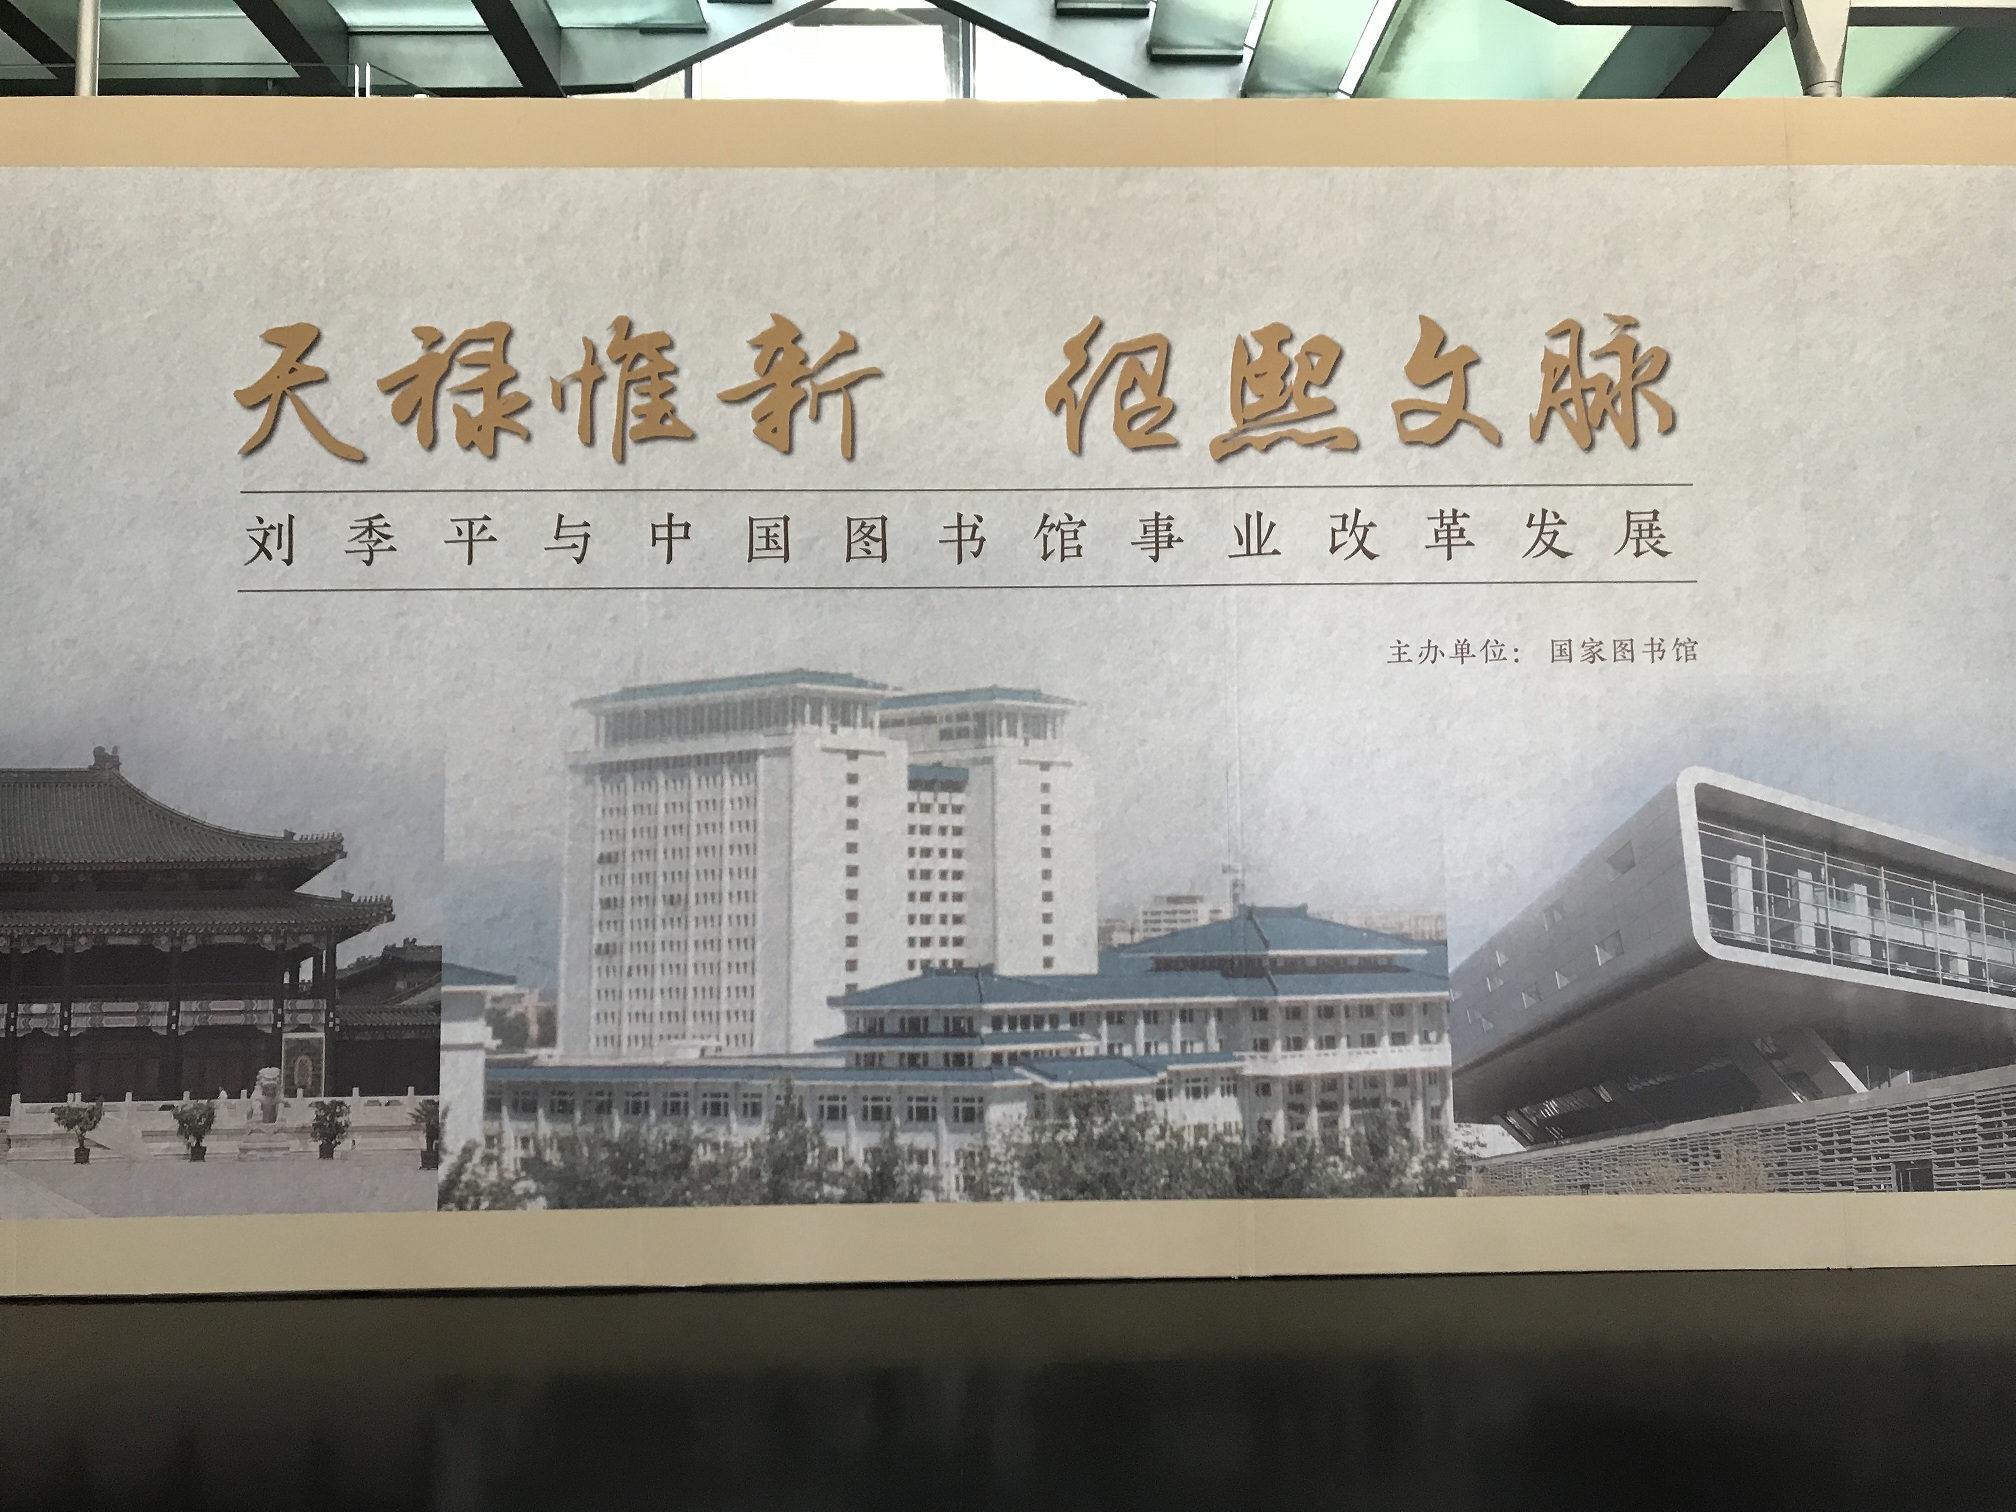 天禄惟新 绍熙文脉
刘季平与中国图书馆事业改革发展
主办单位： 国家图书馆